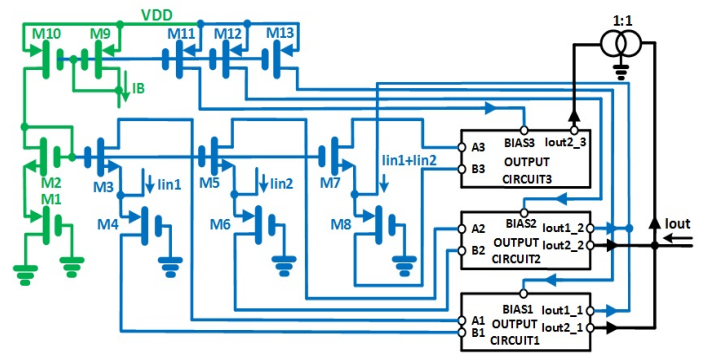 VDD
1:1
M10
M9
M11
M12
M13
IB
M2
M1
M3
M4
Iin1
M5
M6
Iin2
M7
M8
Iin1+Iin2
A3
B3
BIAS3
Iout2_3
OUTPUT
CIRCUIT3
A2
B2
BIAS2
Iout1_2
OUTPUT
Iout2_2
CIRCUIT2
Iout
A1
B1
BIAS1
Iout1_1
OUTPUT
Iout2_1
CIRCUIT1